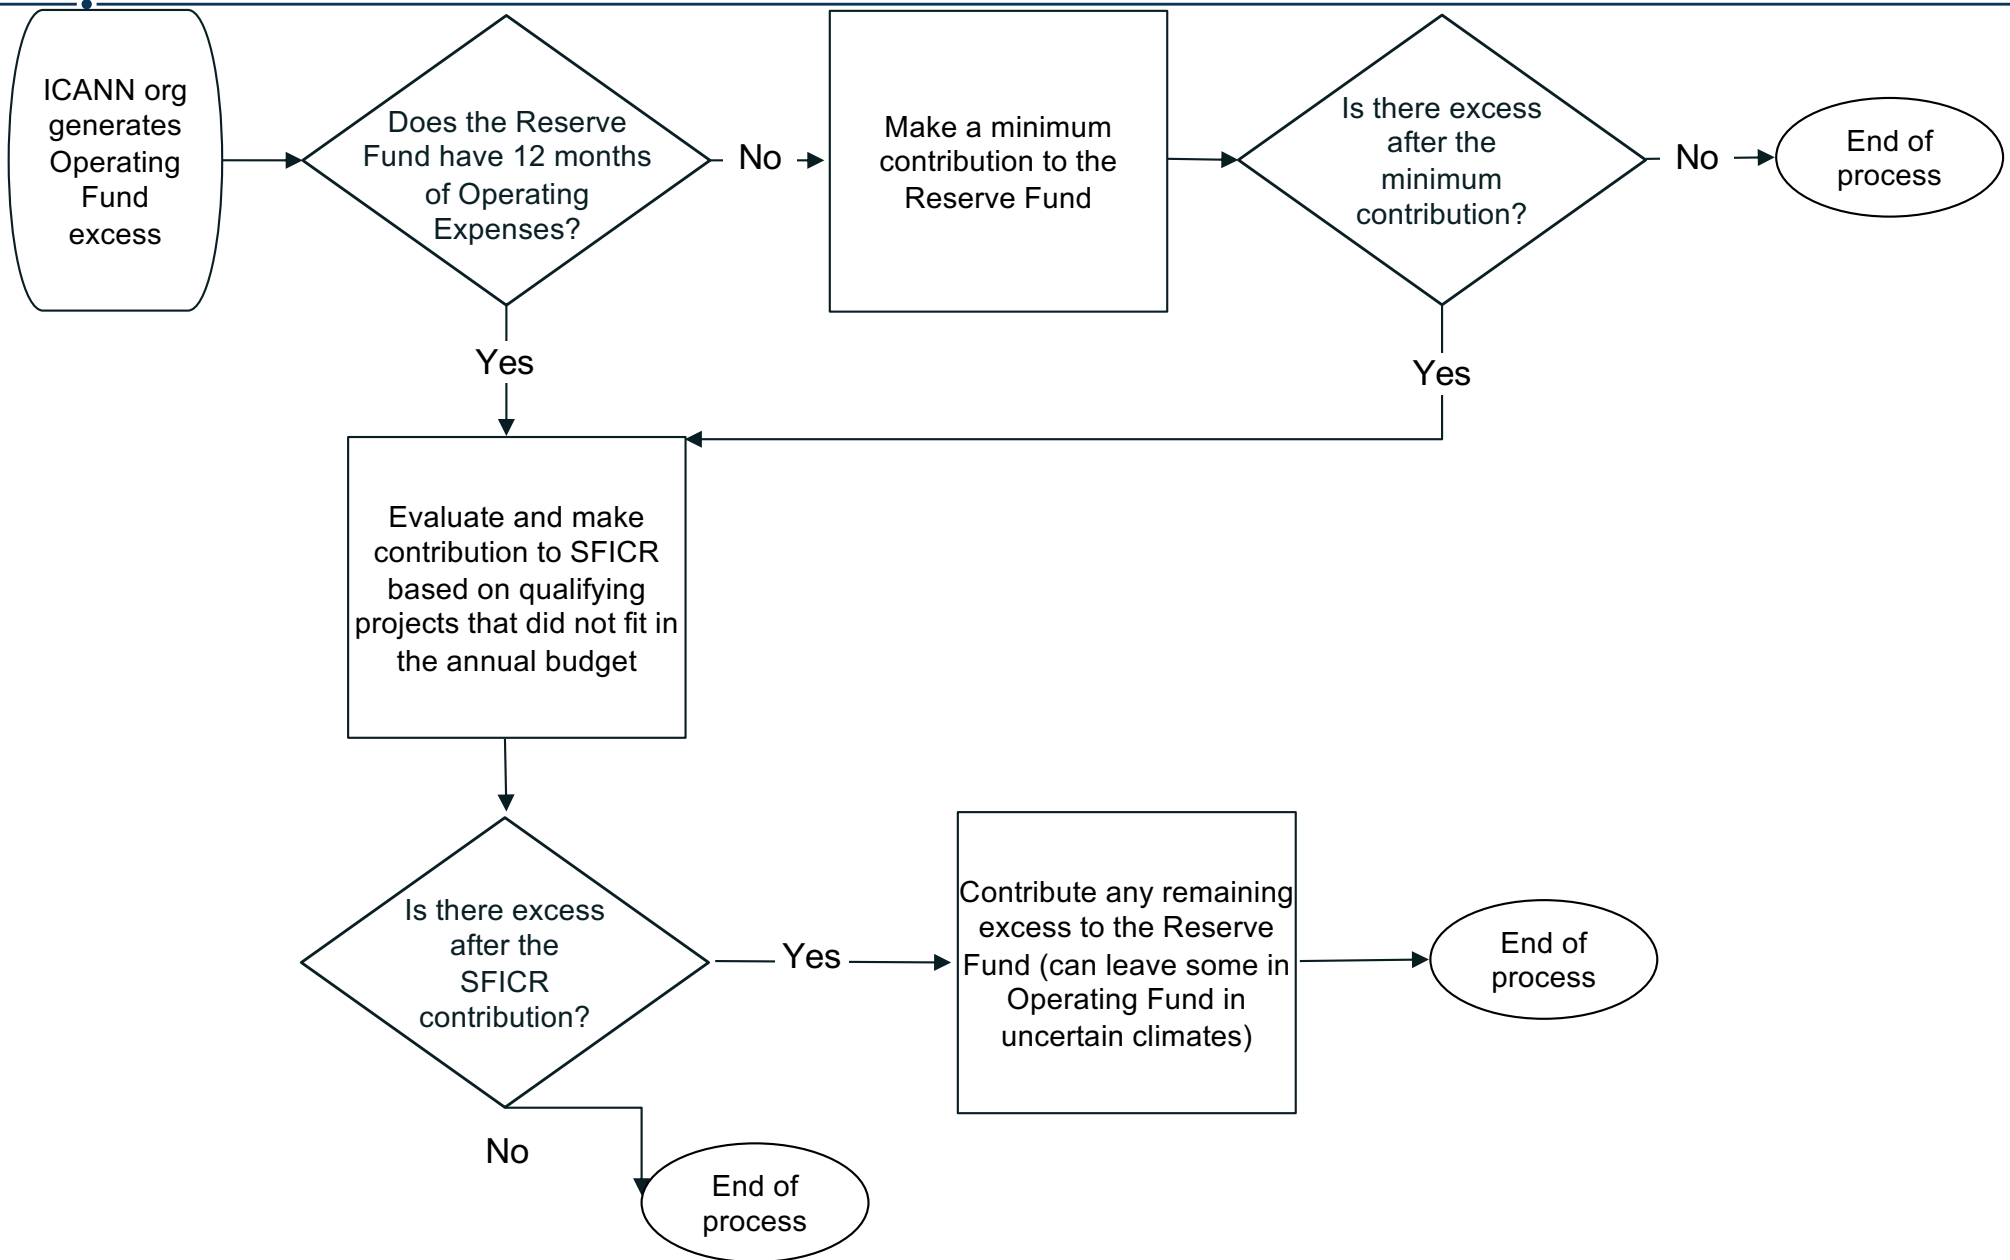 ICANN org
generates
Operating
Fund
excess
Does the Reserve
Fund have 12 months
of Operating
Expenses?
No
Make a minimum
contribution to the
Reserve Fund
Is there excess
after the
minimum
contribution?
No
End of
process
Yes
Yes
Evaluate and make
contribution to SFICR
based on qualifying
projects that did not fit in
the annual budget
Is there excess
after the
SFICR
contribution?
Yes
Contribute any remaining
excess to the Reserve
Fund (can leave some in
Operating Fund in
uncertain climates)
End of
process
No
End of
process